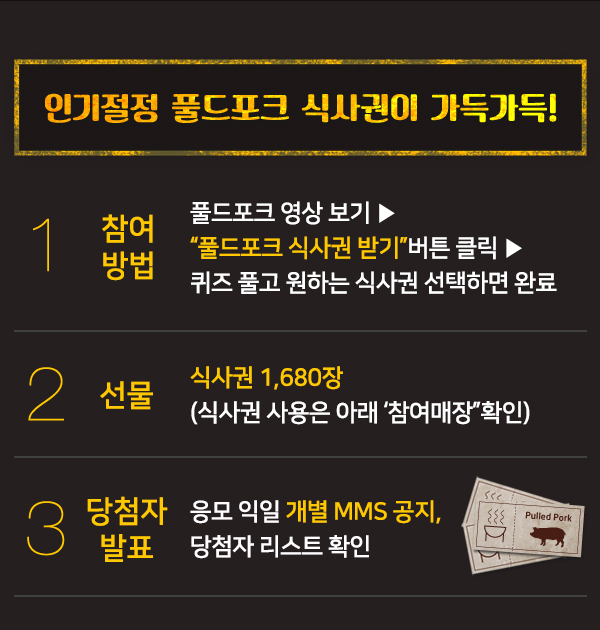 인기절정 풀드포크 식사권이 가득가득!
1
참여
방법
풀드포크 영상 보기 ▶
“풀드포크 식사권 받기”버튼 클릭 ▶
퀴즈 풀고 원하는 식사권 선택하면 완료
2
선물
식사권 1,680장
(식사권 사용은 아래 ‘참여매장”확인)
3
당첨자
발표
응모 익일 개별 MMS 공지,
당첨자 리스트 확인
Pulled Pork